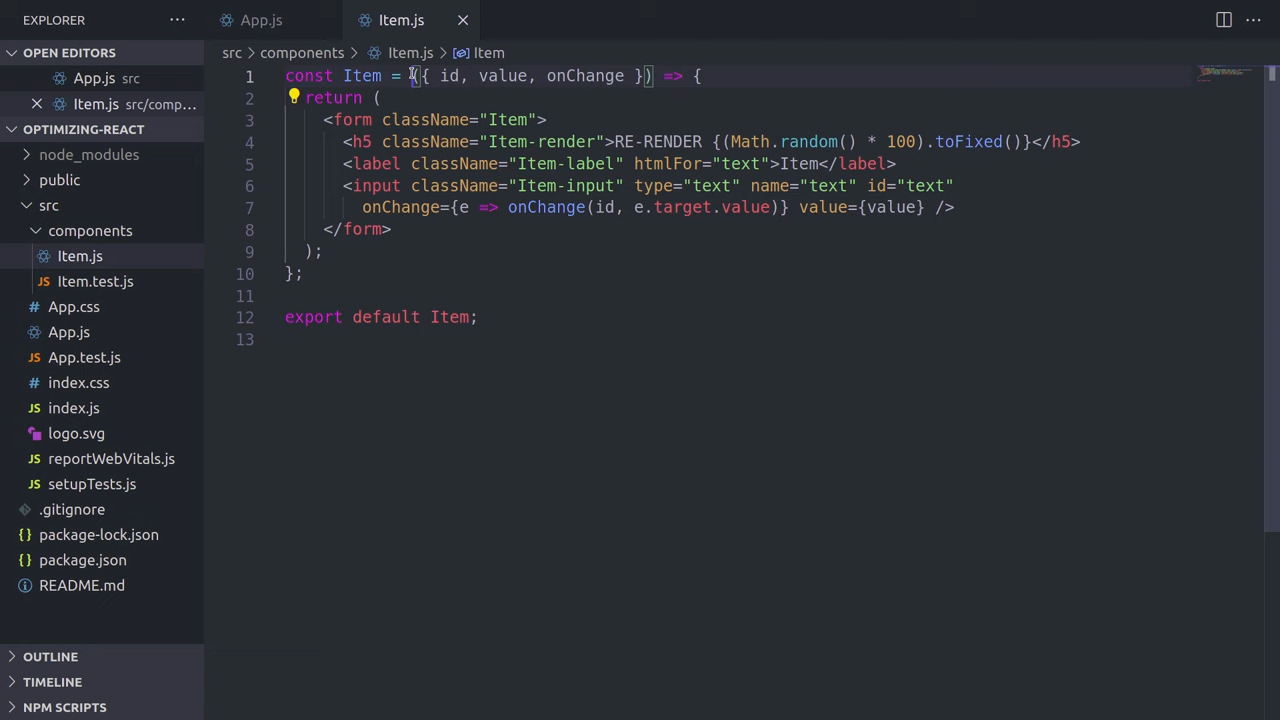 EXPLORER
OPEN EDITORS
App.js src
Item.js src/comp...
OPTIMIZING-REACT
node_modules
public
src
components
Item.js
JS Item.test.js
# App.css
App.js
JS App.test.js
# index.css
JS index.js
logo.svg
JS reportWebVitals.js
JS setupTests.js
.gitignore
{} package-lock.json
{} package.json
README.md
OUTLINE
TIMELINE
NPM SCRIPTS
App.js
Item.js
src > components > Item.js > Item
1 const Item = ({ id, value, onChange }) => {
2 return (
3 <form className="Item">
4 <h5 className="Item-render">RE-RENDER {(Math.random() * 100).toFixed()}</h5>
5 <label className="Item-label" htmlFor="text">Item</label>
6 <input className="Item-input" type="text" name="text" id="text"
7 onChange={e => onChange(id, e.target.value)} value={value} />
8 </form>
9 );
10 };
11
12 export default Item;
13